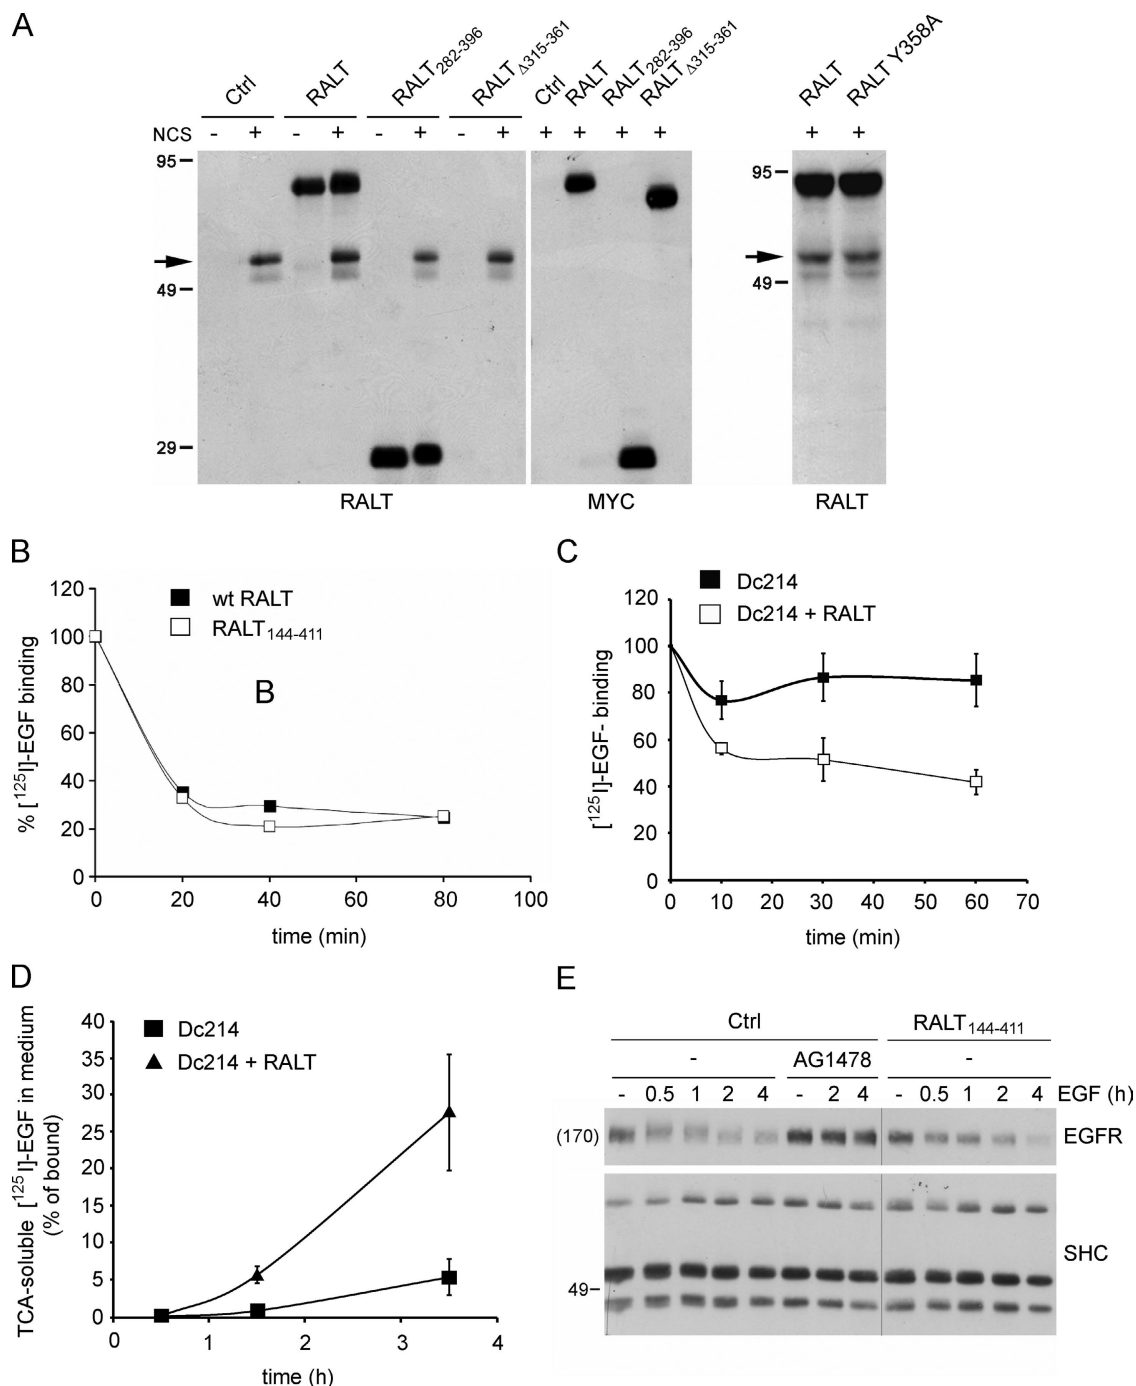 A
Ctrl RALT RALT282-396 RALTΔ315-361 Ctrl RALT RALT282-396 RALTΔ315-361 RALT RALT Y358A
NCS - + - + - + - + + + + + + +
95 95
49 49
29
RALT MYC RALT
B
120
100
80
60
40
20
0
% [125I]-EGF binding
wt RALT
RALT144-411
B
0 20 40 60 80 100
time (min)
C
Dc214
Dc214 + RALT
120
100
80
60
40
20
0
[125I]-EGF- binding
0 10 20 30 40 50 60 70
time (min)
D
40
35
30
25
20
15
10
5
0
TCA-soluble [125I]-EGF in medium
(% of bound)
Dc214
Dc214 + RALT
0 1 2 3 4
time (h)
E
Ctrl RALT144-411
- AG1478 -
- 0.5 1 2 4 - 2 4 - 0.5 1 2 4 EGF (h)
(170) EGFR
SHC
49